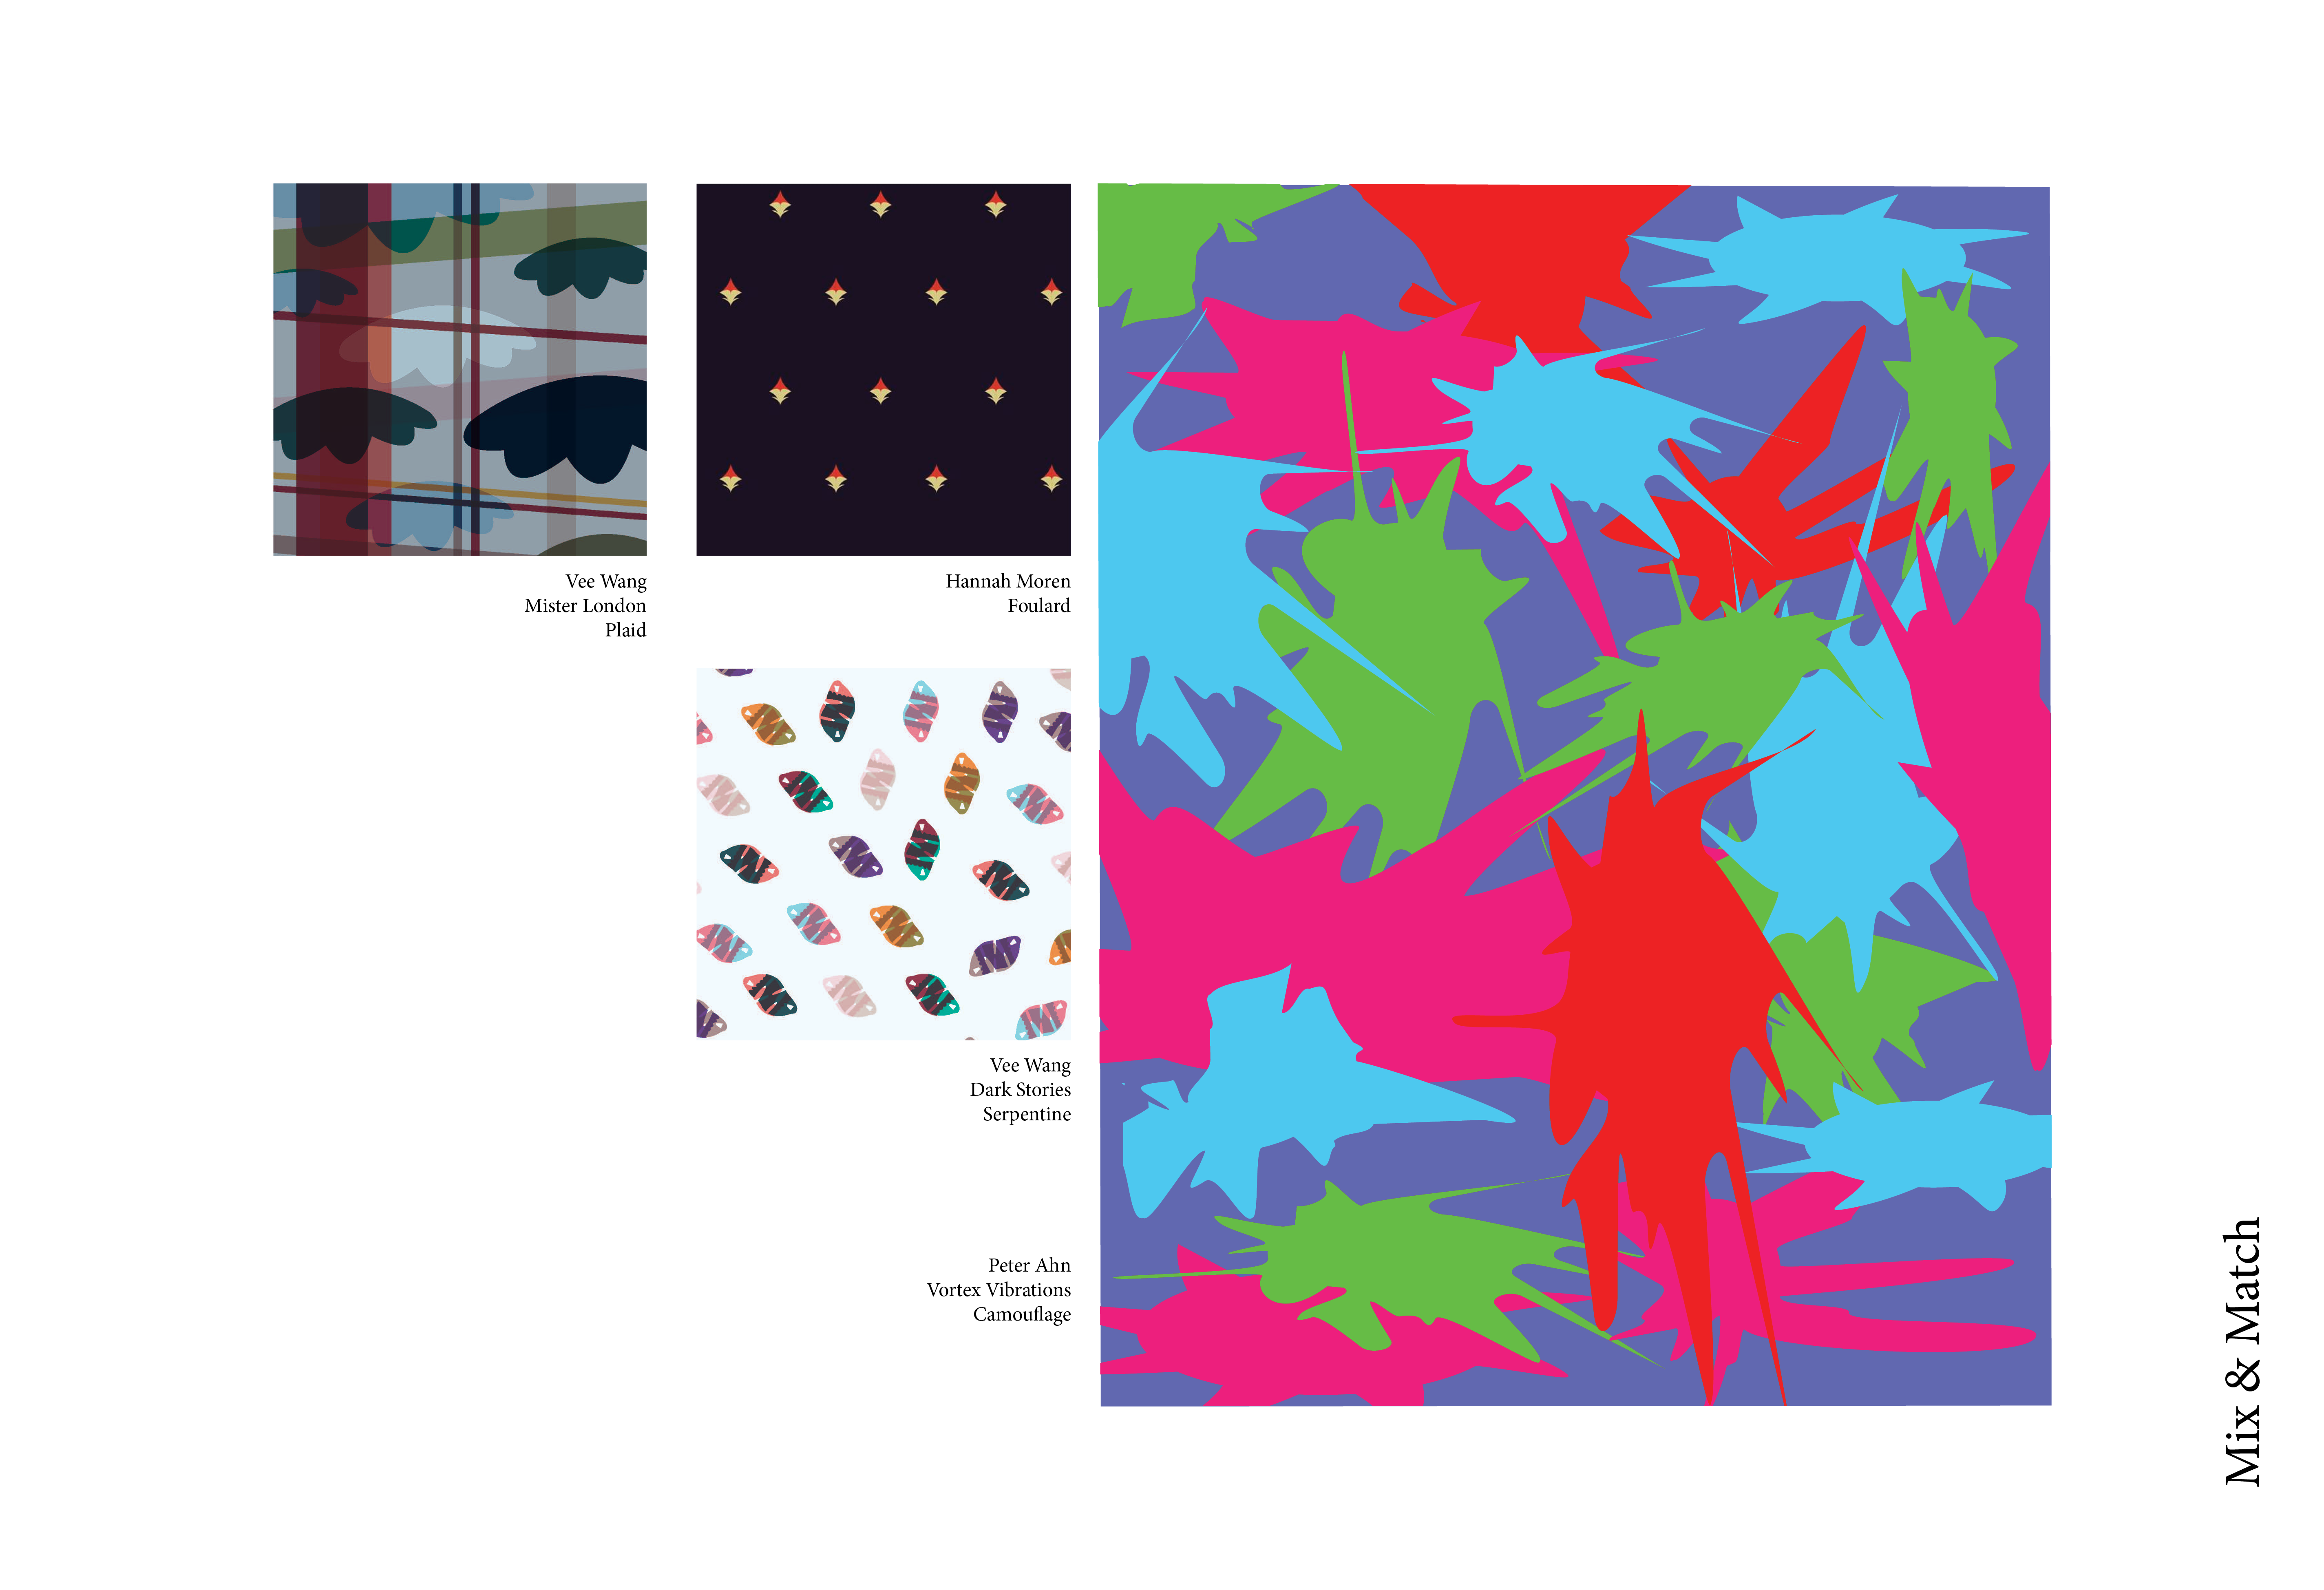 Vee Wang
Mister London
Plaid
Hannah Moren
Foulard
Vee Wang
Dark Stories
Serpentine
Peter Ahn
Vortex Vibrations
Camouflage
Mix & Match